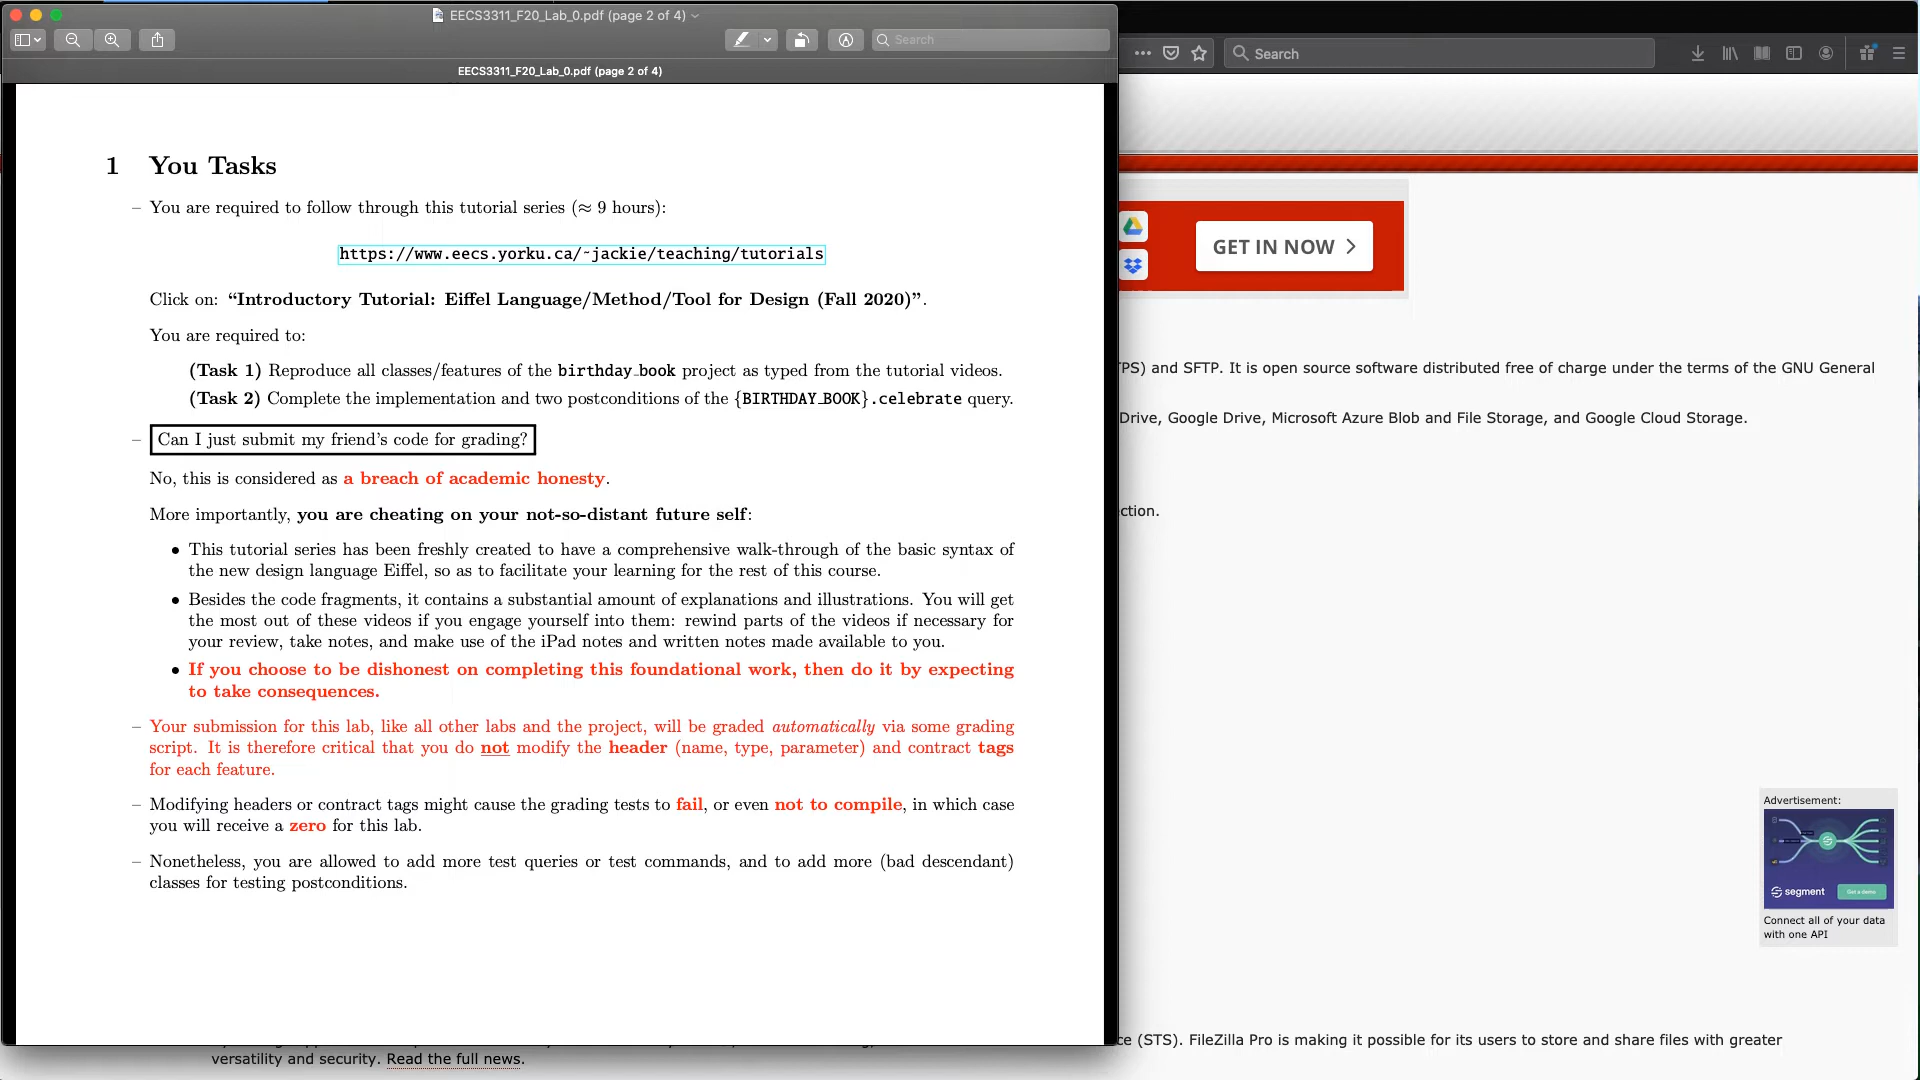 EECS3311_F20_Lab_0.pdf (page 2 of 4)
Search
EECS3311_F20_Lab_0.pdf (page 2 of 4)
1 You Tasks
– You are required to follow through this tutorial series (≈ 9 hours):
https://www.eecs.yorku.ca/~jackie/teaching/tutorials
Click on: “Introductory Tutorial: Eiffel Language/Method/Tool for Design (Fall 2020)”.
You are required to:
(Task 1) Reproduce all classes/features of the birthday_book project as typed from the tutorial videos.
(Task 2) Complete the implementation and two postconditions of the {BIRTHDAY_BOOK}.celebrate query.
– Can I just submit my friend’s code for grading?
No, this is considered as a breach of academic honesty.
More importantly, you are cheating on your not-so-distant future self:
• This tutorial series has been freshly created to have a comprehensive walk-through of the basic syntax of
the new design language Eiffel, so as to facilitate your learning for the rest of this course.
• Besides the code fragments, it contains a substantial amount of explanations and illustrations. You will get
the most out of these videos if you engage yourself into them: rewind parts of the videos if necessary for
your review, take notes, and make use of the iPad notes and written notes made available to you.
• If you choose to be dishonest on completing this foundational work, then do it by expecting
to take consequences.
– Your submission for this lab, like all other labs and the project, will be graded automatically via some grading
script. It is therefore critical that you do not modify the header (name, type, parameter) and contract tags
for each feature.
– Modifying headers or contract tags might cause the grading tests to fail, or even not to compile, in which case
you will receive a zero for this lab.
– Nonetheless, you are allowed to add more test queries or test commands, and to add more (bad descendant)
classes for testing postconditions.
Search
GET IN NOW
PS) and SFTP. It is open source software distributed free of charge under the terms of the GNU General
Drive, Google Drive, Microsoft Azure Blob and File Storage, and Google Cloud Storage.
ction.
Advertisement:
segment
Get a demo
Connect all of your data
with one API
ce (STS). FileZilla Pro is making it possible for its users to store and share files with greater
versatility and security. Read the full news.